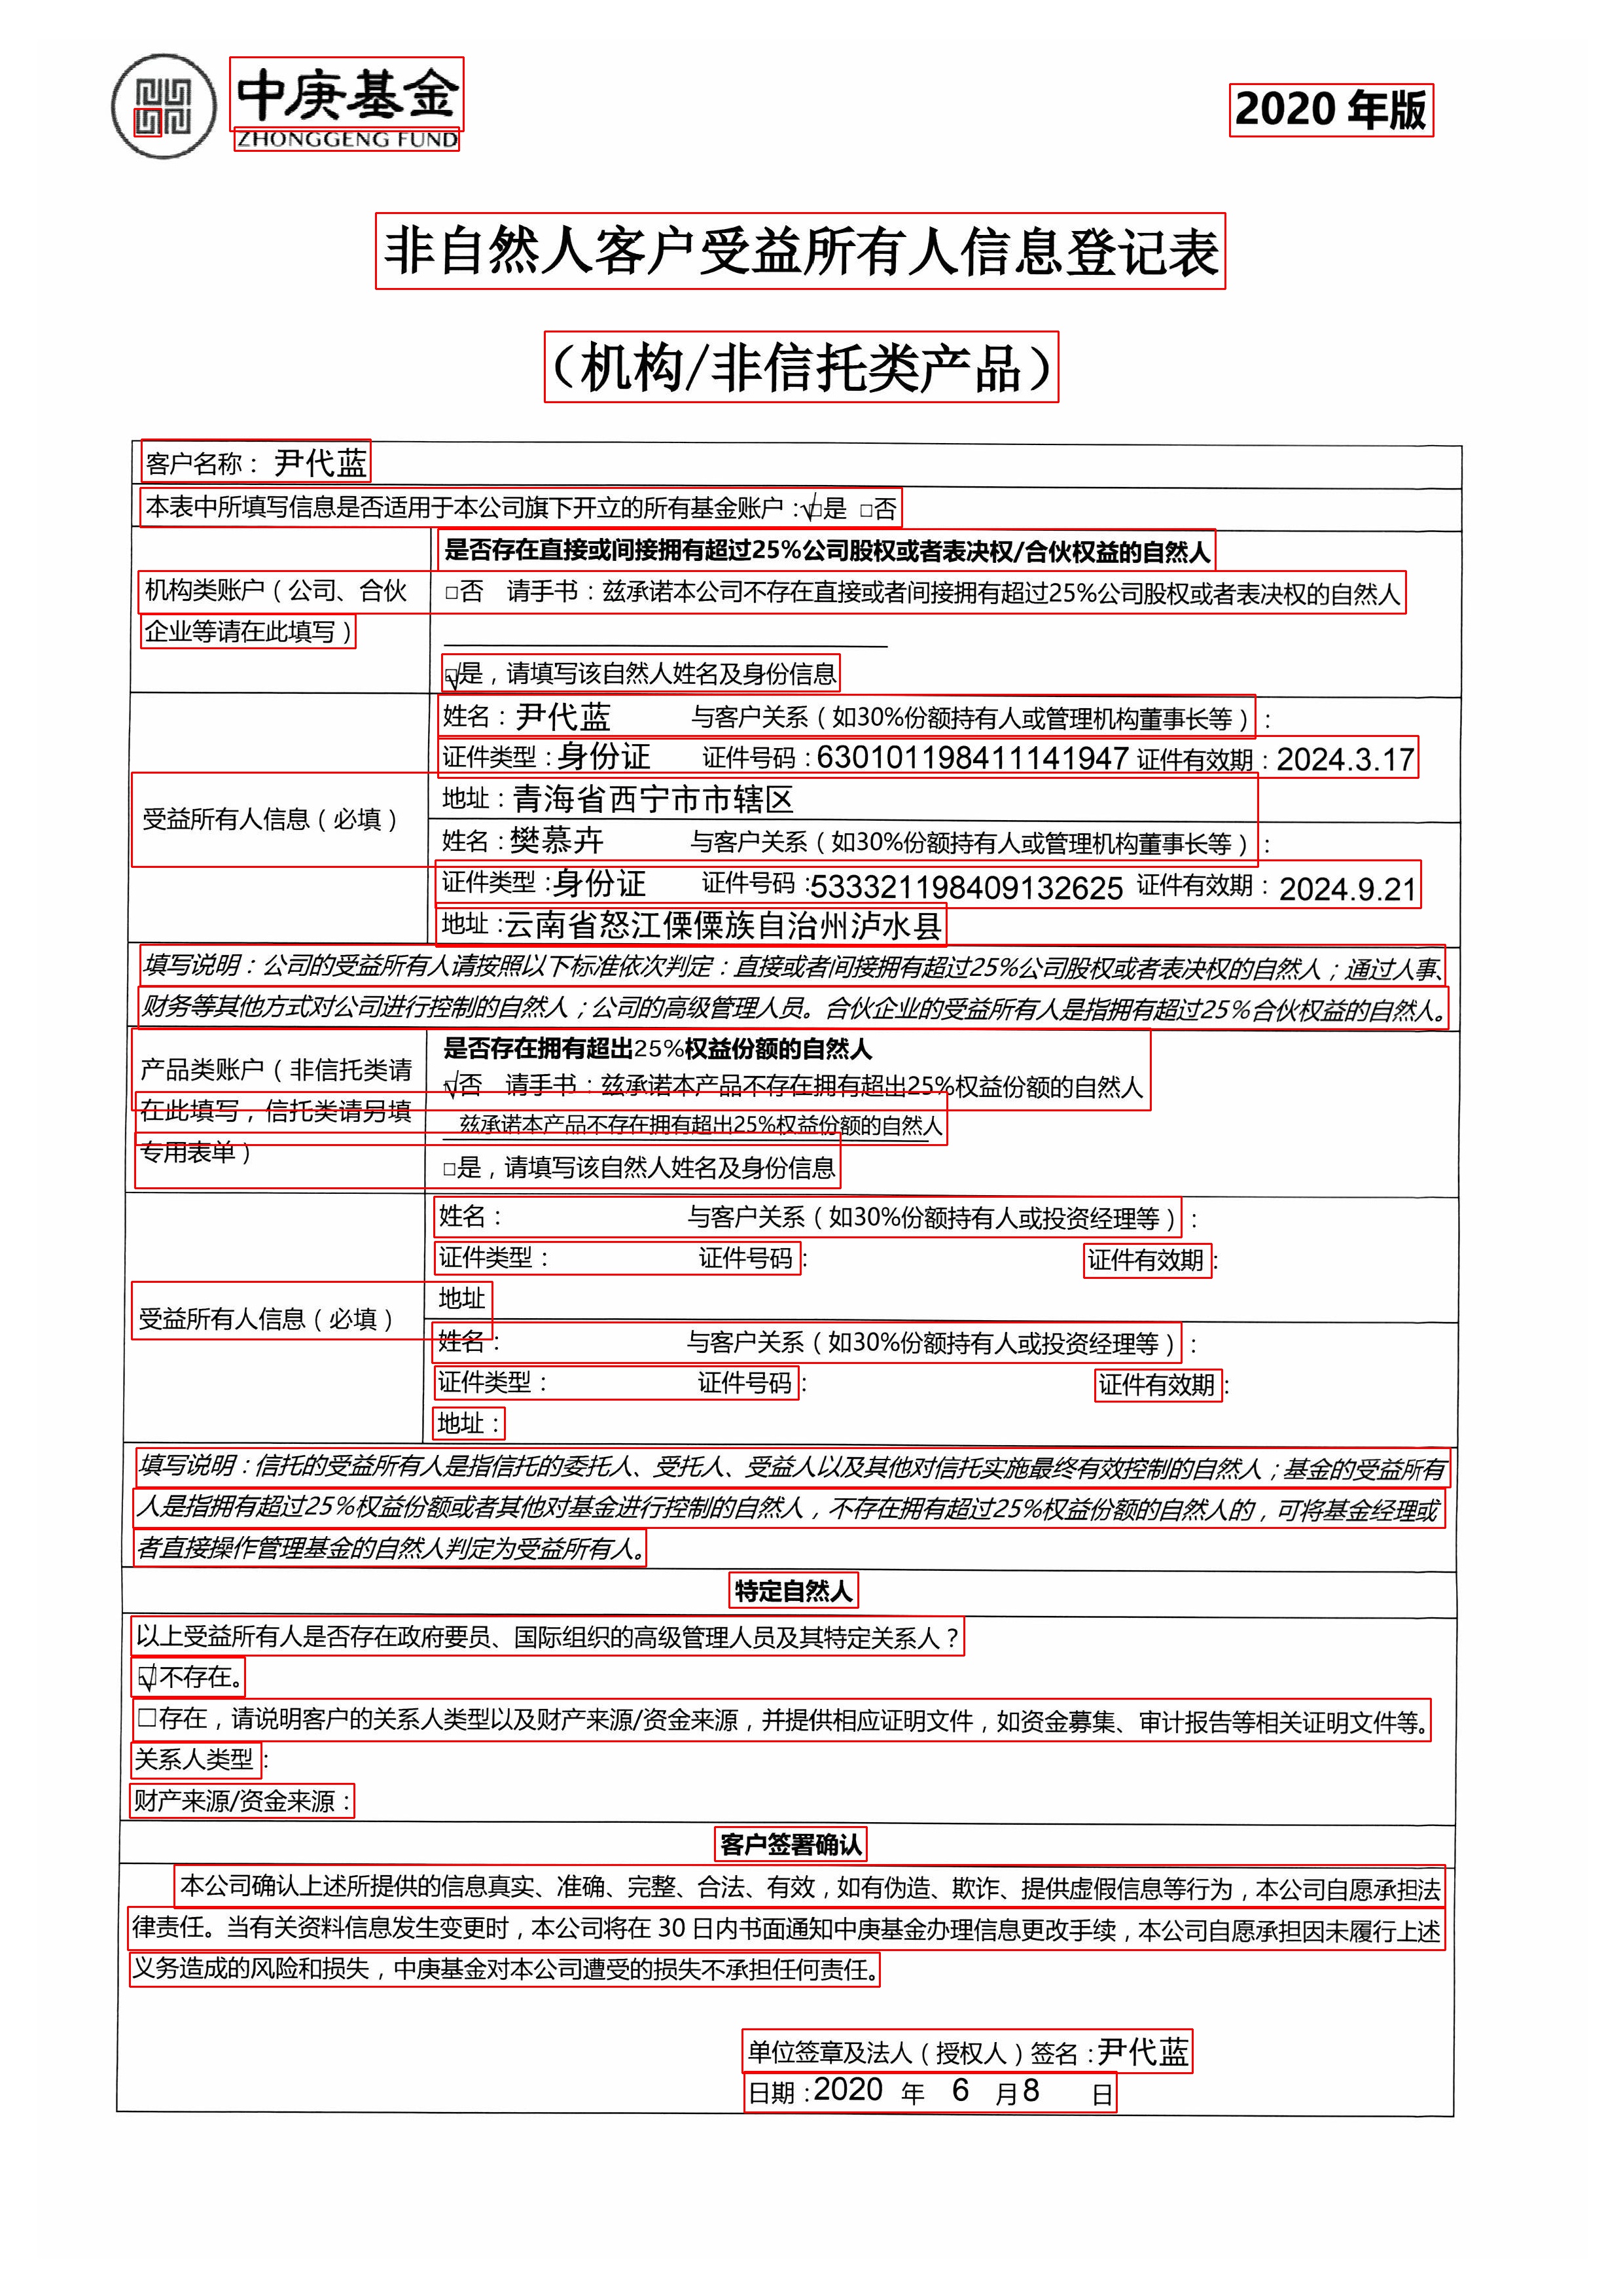 中庚基金
ZHONGGENG FUND
2020 年版
非自然人客户受益所有人信息登记表
（机构/非信托类产品）
客户名称：尹代蓝
本表中所填写信息是否适用于本公司旗下开立的所有基金账户：√□是 □否
机构类账户（公司、合伙企业等请在此填写）
是否存在直接或间接拥有超过25%公司股权或者表决权/合伙权益的自然人
□否 请手书：兹承诺本公司不存在直接或者间接拥有超过25%公司股权或者表决权的自然人
□√是，请填写该自然人姓名及身份信息
受益所有人信息（必填）
姓名：尹代蓝 与客户关系（如30%份额持有人或管理机构董事长等）：
证件类型：身份证 证件号码：630101198411141947 证件有效期：2024.3.17
地址：青海省西宁市市辖区
姓名：樊慕卉 与客户关系（如30%份额持有人或管理机构董事长等）：
证件类型：身份证 证件号码：533321198409132625 证件有效期：2024.9.21
地址：云南省怒江傈僳族自治州泸水县
填写说明：公司的受益所有人请按照以下标准依次判定：直接或者间接拥有超过25%公司股权或者表决权的自然人；通过人事、
财务等其他方式对公司进行控制的自然人；公司的高级管理人员。合伙企业的受益所有人是指拥有超过25%合伙权益的自然人。
产品类账户（非信托类请在此填写，信托类请另填专用表单）
是否存在拥有超出25%权益份额的自然人
√否 请手书：兹承诺本产品不存在拥有超出25%权益份额的自然人
兹承诺本产品不存在拥有超出25%权益份额的自然人
□是，请填写该自然人姓名及身份信息
受益所有人信息（必填）
姓名： 与客户关系（如30%份额持有人或投资经理等）：
证件类型： 证件号码： 证件有效期：
地址
姓名： 与客户关系（如30%份额持有人或投资经理等）：
证件类型： 证件号码： 证件有效期：
地址：
填写说明：信托的受益所有人是指信托的委托人、受托人、受益人以及其他对信托实施最终有效控制的自然人；基金的受益所有
人是指拥有超过25%权益份额或者其他对基金进行控制的自然人，不存在拥有超过25%权益份额的自然人的，可将基金经理或
者直接操作管理基金的自然人判定为受益所有人。
特定自然人
以上受益所有人是否存在政府要员、国际组织的高级管理人员及其特定关系人？
□√不存在。
□存在，请说明客户的关系人类型以及财产来源/资金来源，并提供相应证明文件，如资金募集、审计报告等相关证明文件等。
关系人类型：
财产来源/资金来源：
客户签署确认
本公司确认上述所提供的信息真实、准确、完整、合法、有效，如有伪造、欺诈、提供虚假信息等行为，本公司自愿承担法
律责任。当有关资料信息发生变更时，本公司将在 30 日内书面通知中庚基金办理信息更改手续，本公司自愿承担因未履行上述
义务造成的风险和损失，中庚基金对本公司遭受的损失不承担任何责任。
单位签章及法人（授权人）签名：尹代蓝
日期：2020 年 6 月 8 日